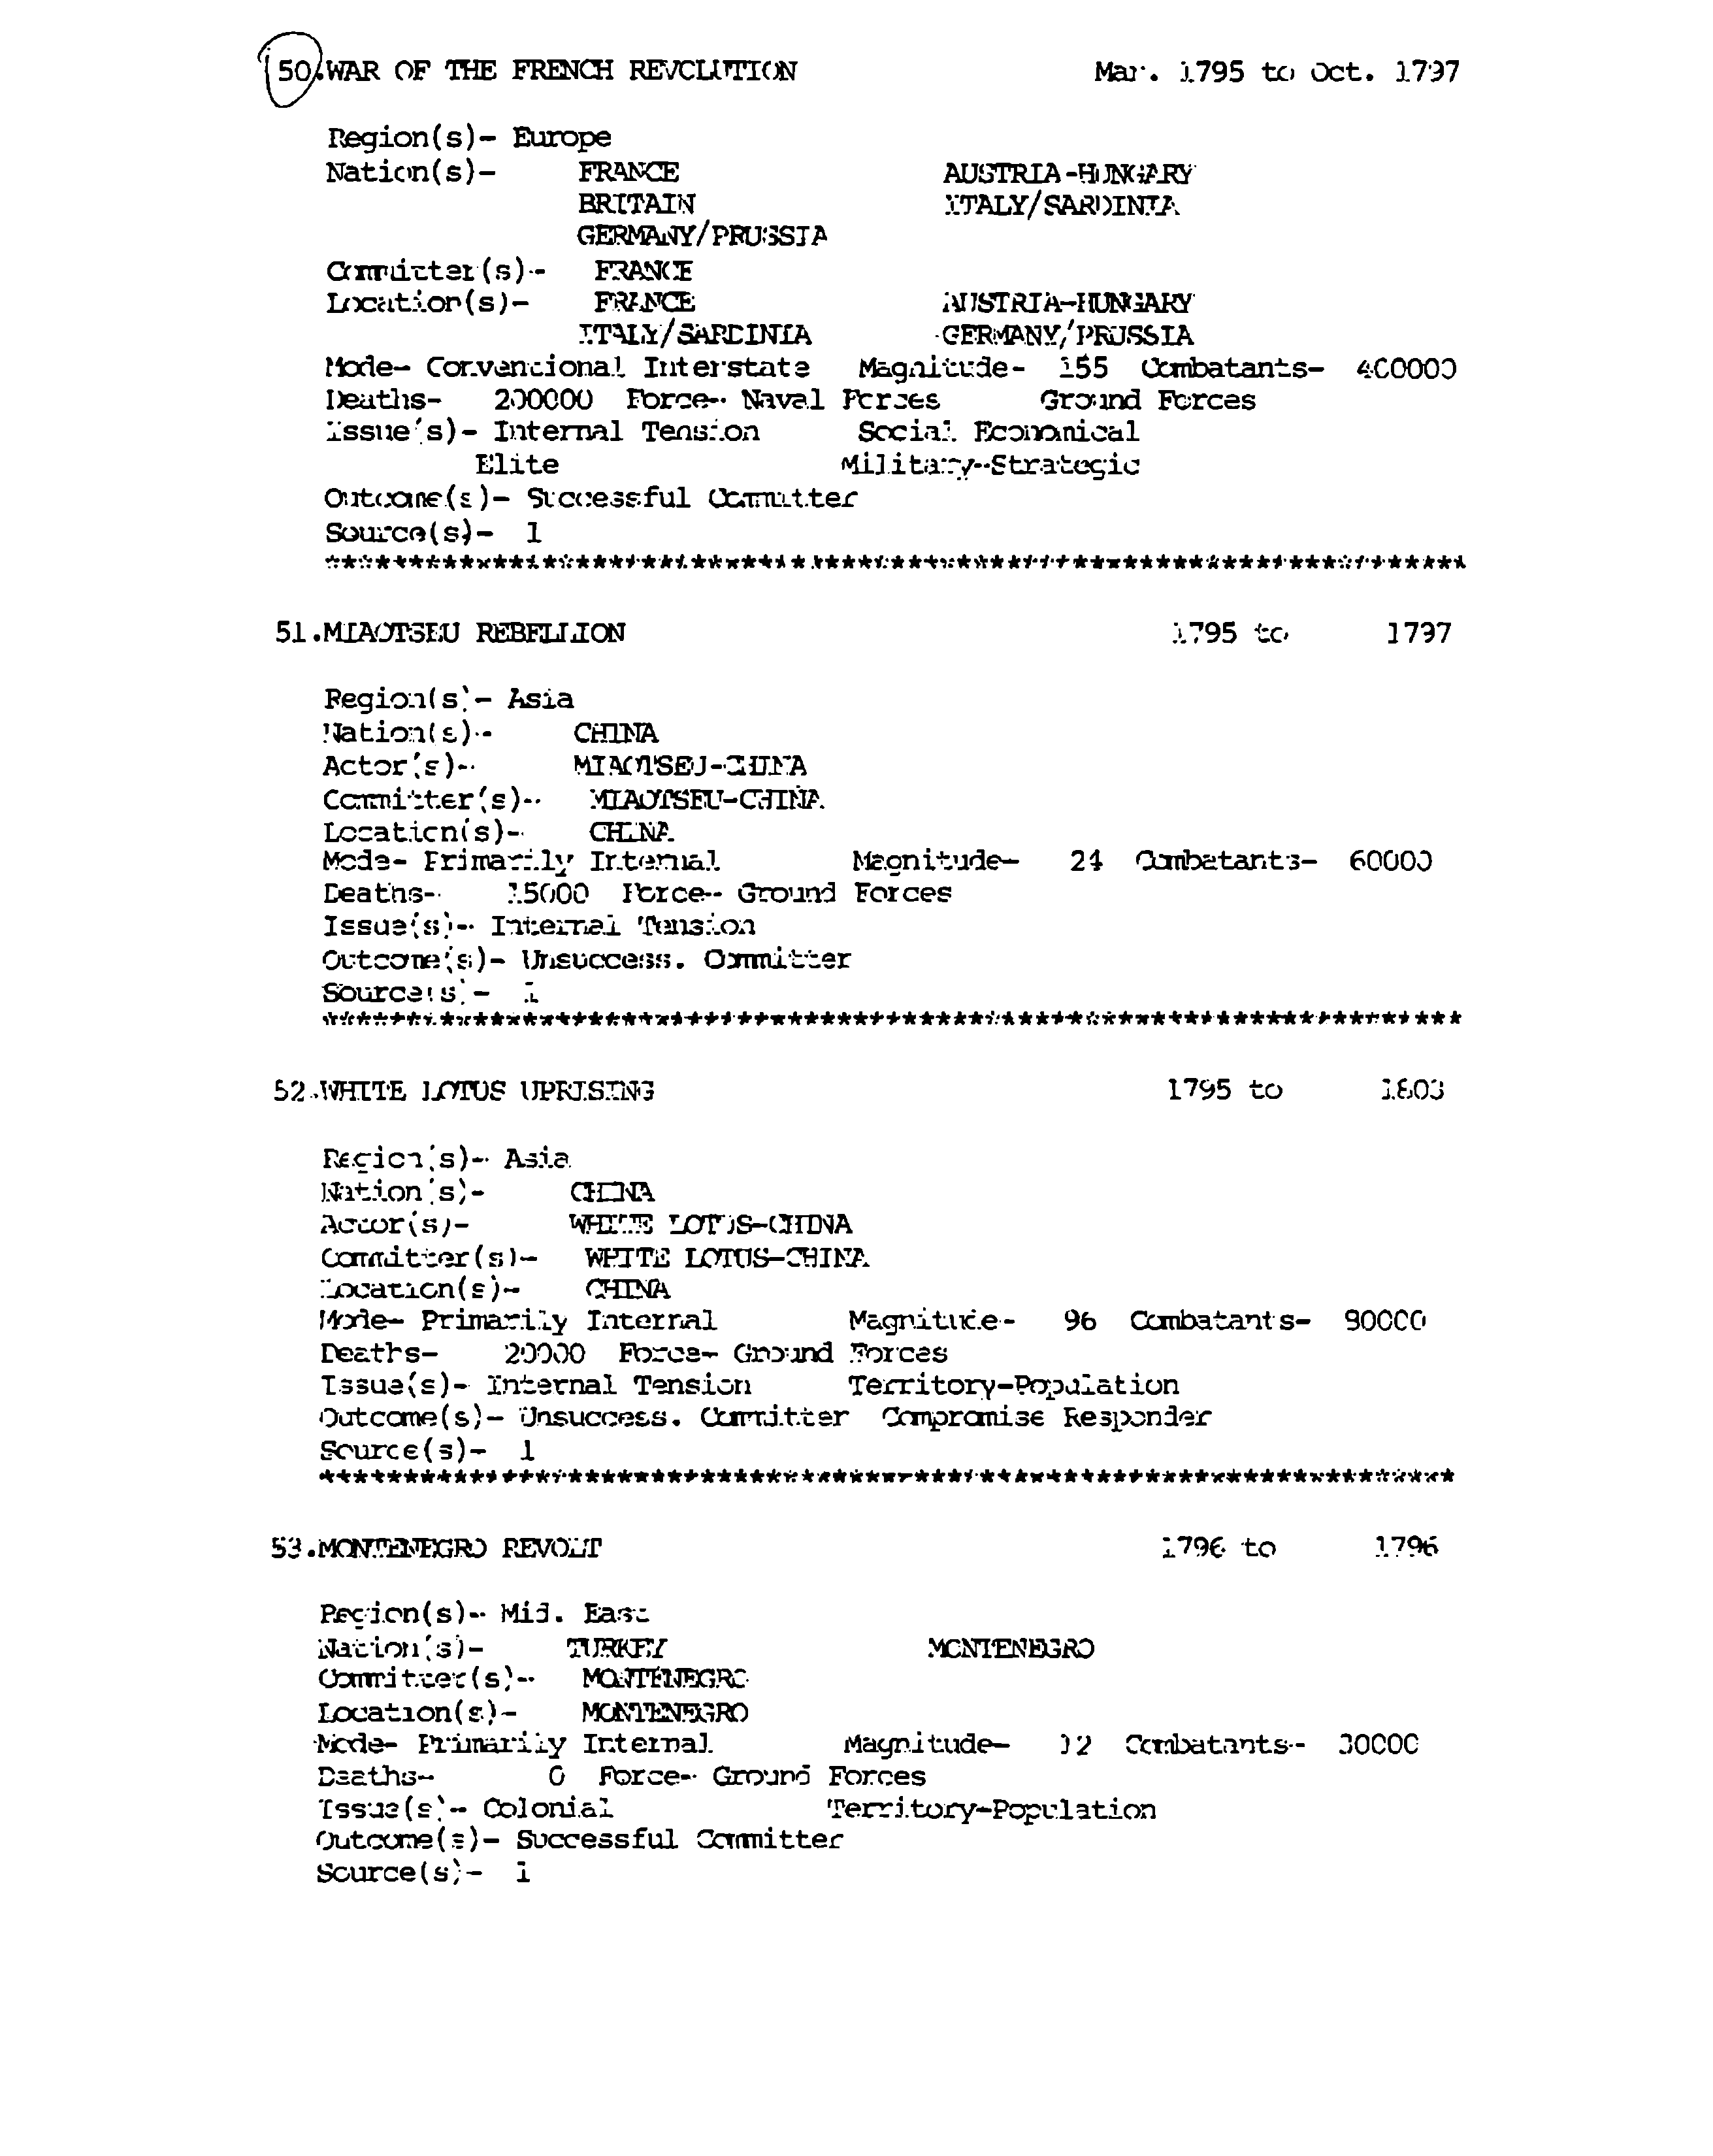 50.WAR OF THE FRENCH REVOLUTION Mar. 1795 to Oct. 1797
Region(s)- Europe
Nation(s)- FRANCE AUSTRIA-HUNGARY
BRITAIN ITALY/SARDINIA
GERMANY/PRUSSIA
Committer(s)- FRANCE
Location(s)- FRANCE AUSTRIA-HUNGARY
ITALY/SARDINIA GERMANY/PRUSSIA
Mode- Conventional Interstate Magnitude- 155 Combatants- 400000
Deaths- 200000 Force- Naval Forces Ground Forces
Issue(s)- Internal Tension Social Economical
Elite Military-Strategic
Outcome(s)- Successful Committer
Source(s)- 1
**********************************************************************
51.MIAOTSEU REBELLION 1795 to 1797
Region(s)- Asia
Nation(s)- CHINA
Actor(s)- MIAOTSEU-CHINA
Committer(s)- MIAOTSEU-CHINA
Location(s)- CHINA
Mode- Primarily Internal Magnitude- 24 Combatants- 60000
Deaths- 15000 Force- Ground Forces
Issue(s)- Internal Tension
Outcome(s)- Unsuccess. Committer
Source(s)- 1
**********************************************************************
52.WHITE LOTUS UPRISING 1795 to 1803
Region(s)- Asia
Nation(s)- CHINA
Actor(s)- WHITE LOTUS-CHINA
Committer(s)- WHITE LOTUS-CHINA
Location(s)- CHINA
Mode- Primarily Internal Magnitude- 96 Combatants-
Deaths- 20000 Force- Ground Forces
Issue(s)- Internal Tension Territory-Population
Outcome(s)- Unsuccess. Committer Compromise Responder
Source(s)- 1
**********************************************************************
53.MONTENEGRO REVOLT 1796 to 1796
Region(s)- Mid. East
Nation(s)- TURKEY MONTENEGRO
Committer(s)- MONTENEGRO
Location(s)- MONTENEGRO
Mode- Primarily Internal Magnitude- 12 Combatants-
Deaths- 0 Force- Ground Forces
Issue(s)- Colonial Territory-Population
Outcome(s)- Successful Committer
Source(s)- 1